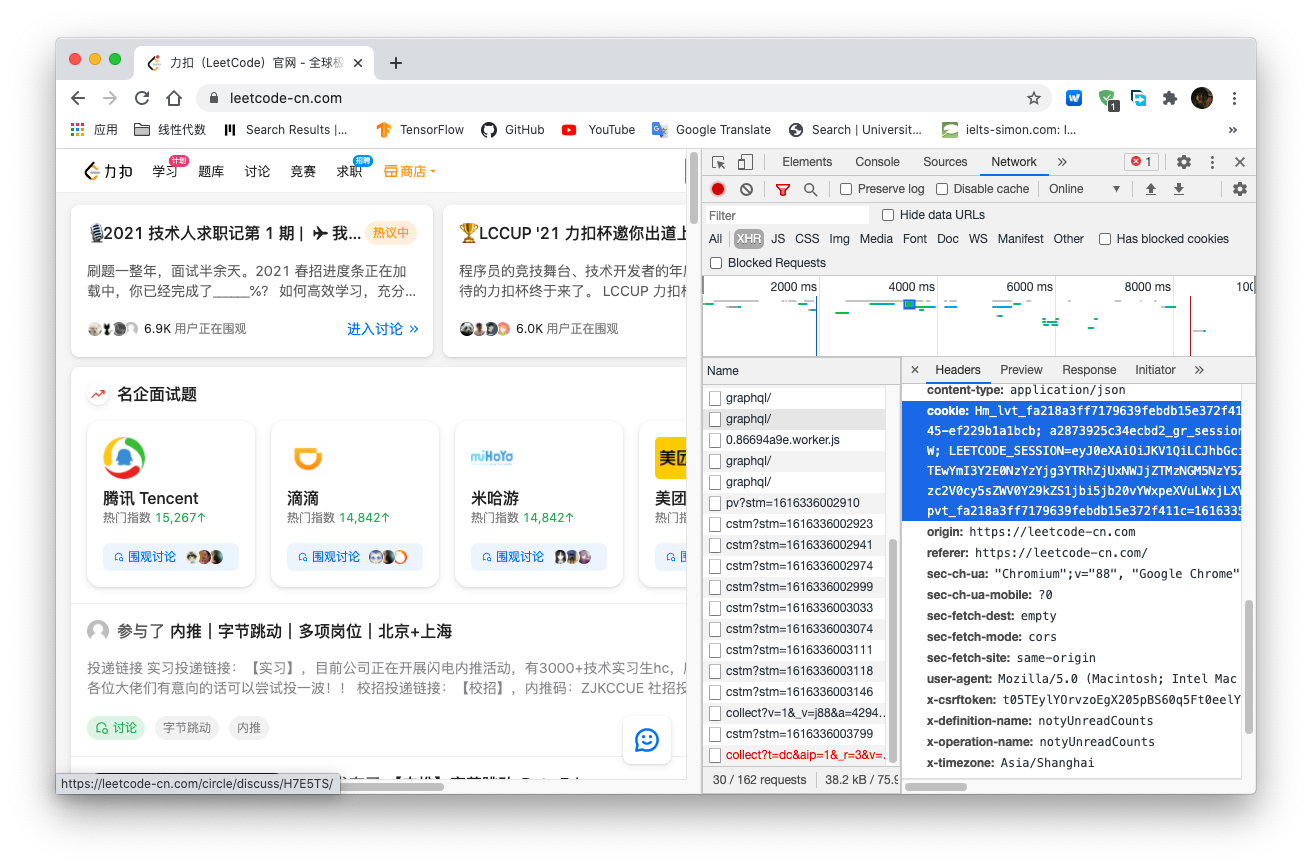 力扣（LeetCode）官网 - 全球极
leetcode-cn.com
应用 线性代数 Search Results |... TensorFlow GitHub YouTube Google Translate Search | Universit... ielts-simon.com: I...
力扣 学习 计划 题库 讨论 竞赛 求职 招聘 商店
2021 技术人求职记第 1 期 | ✈ 我... 热议中
刷题一整年，面试半余天。2021 春招进度条正在加
载中，你已经完成了______%? 如何高效学习，充分...
6.9K 用户正在围观 进入讨论 »
LCCUP '21 力扣杯邀你出道上
程序员的竞技舞台、技术开发者的年
待的力扣杯终于来了。 LCCUP 力扣
6.0K 用户正在围观
名企面试题
腾讯 Tencent
热门指数 15,267↑
围观讨论
滴滴
热门指数 14,842↑
围观讨论
miHoYo
米哈游
热门指数 14,842↑
围观讨论
美团
美团
热门指数
围
参与了 内推｜字节跳动｜多项岗位｜北京+上海
投递链接 实习投递链接：【实习】，目前公司正在开展闪电内推活动，有3000+技术实习生hc，
各位大佬们有意向的话可以尝试投一波！！ 校招投递链接：【校招】，内推码：ZJKCCUE 社招投
讨论 字节跳动 内推
https://leetcode-cn.com/circle/discuss/H7E5TS/
Elements Console Sources Network » 1
Preserve log Disable cache Online
Filter Hide data URLs
All XHR JS CSS Img Media Font Doc WS Manifest Other Has blocked cookies
Blocked Requests
2000 ms 4000 ms 6000 ms 8000 ms 100
Name
graphql/
graphql/
0.86694a9e.worker.js
graphql/
graphql/
pv?stm=1616336002910
cstm?stm=1616336002923
cstm?stm=1616336002941
cstm?stm=1616336002974
cstm?stm=1616336002999
cstm?stm=1616336003033
cstm?stm=1616336003074
cstm?stm=1616336003111
cstm?stm=1616336003118
cstm?stm=1616336003146
collect?v=1&_v=j88&a=4294...
cstm?stm=1616336003799
collect?t=dc&aip=1&_r=3&v=...
30 / 162 requests 38.2 kB / 75.9
Headers Preview Response Initiator »
content-type: application/json
cookie: Hm_lvt_fa218a3ff7179639febdb15e372f41
45-ef229b1a1bcb; a2873925c34ecbd2_gr_session
W; LEETCODE_SESSION=eyJ0eXAiOiJKV1QiLCJhbGci
TEwYmI3Y2E0NzYzYjg3YTRhZjUxNWJjZTMzNGM5NzY5Z
zc2V0cy5sZWV0Y29kZS1jbi5jb20vYWxpeXVuLWxjLXV
pvt_fa218a3ff7179639febdb15e372f411c=1616335
origin: https://leetcode-cn.com
referer: https://leetcode-cn.com/
sec-ch-ua: "Chromium";v="88", "Google Chrome"
sec-ch-ua-mobile: ?0
sec-fetch-dest: empty
sec-fetch-mode: cors
sec-fetch-site: same-origin
user-agent: Mozilla/5.0 (Macintosh; Intel Mac
x-csrftoken: t05TEylYOrvzoEgX205pBS60q5Ft0eelY
x-definition-name: notyUnreadCounts
x-operation-name: notyUnreadCounts
x-timezone: Asia/Shanghai